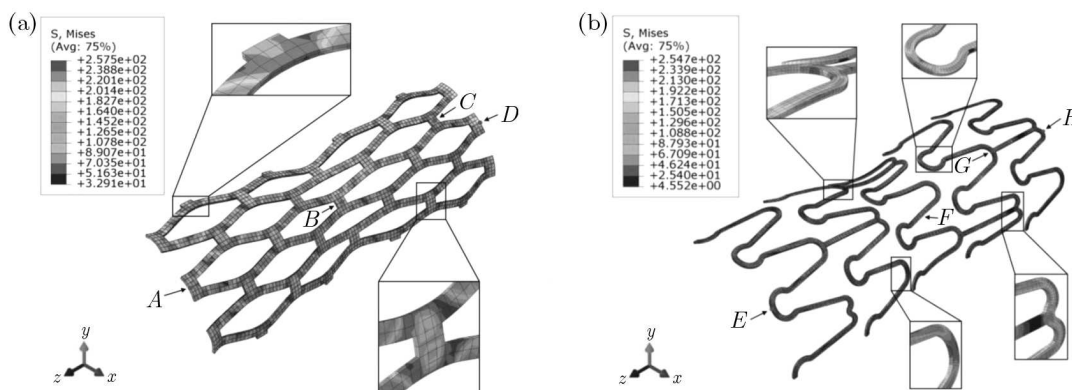 (a)
S, Mises
(Avg: 75%)
+2.575e+02
+2.388e+02
+2.201e+02
+2.014e+02
+1.827e+02
+1.640e+02
+1.452e+02
+1.265e+02
+1.078e+02
+8.907e+01
+7.035e+01
+5.163e+01
+3.291e+01
C
D
B
A
y
z
x
(b)
S, Mises
(Avg: 75%)
+2.547e+02
+2.339e+02
+2.130e+02
+1.922e+02
+1.713e+02
+1.505e+02
+1.296e+02
+1.088e+02
+8.793e+01
+6.709e+01
+4.624e+01
+2.540e+01
+4.552e+00
H
G
F
E
y
z
x